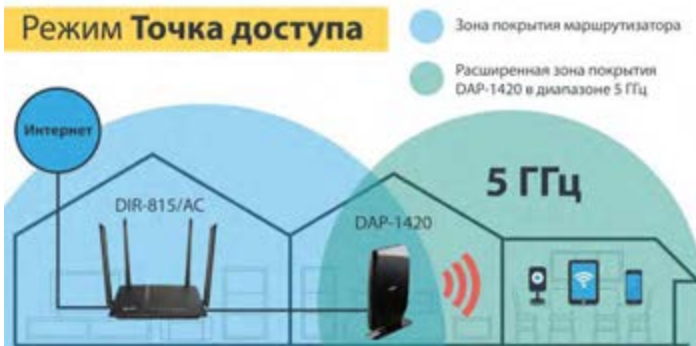 Режим Точка доступа
Зона покрытия маршрутизатора
Расширенная зона покрытия
DAP-1420 в диапазоне 5 ГГц
Интернет
5 ГГц
DIR-815/AC
DAP-1420